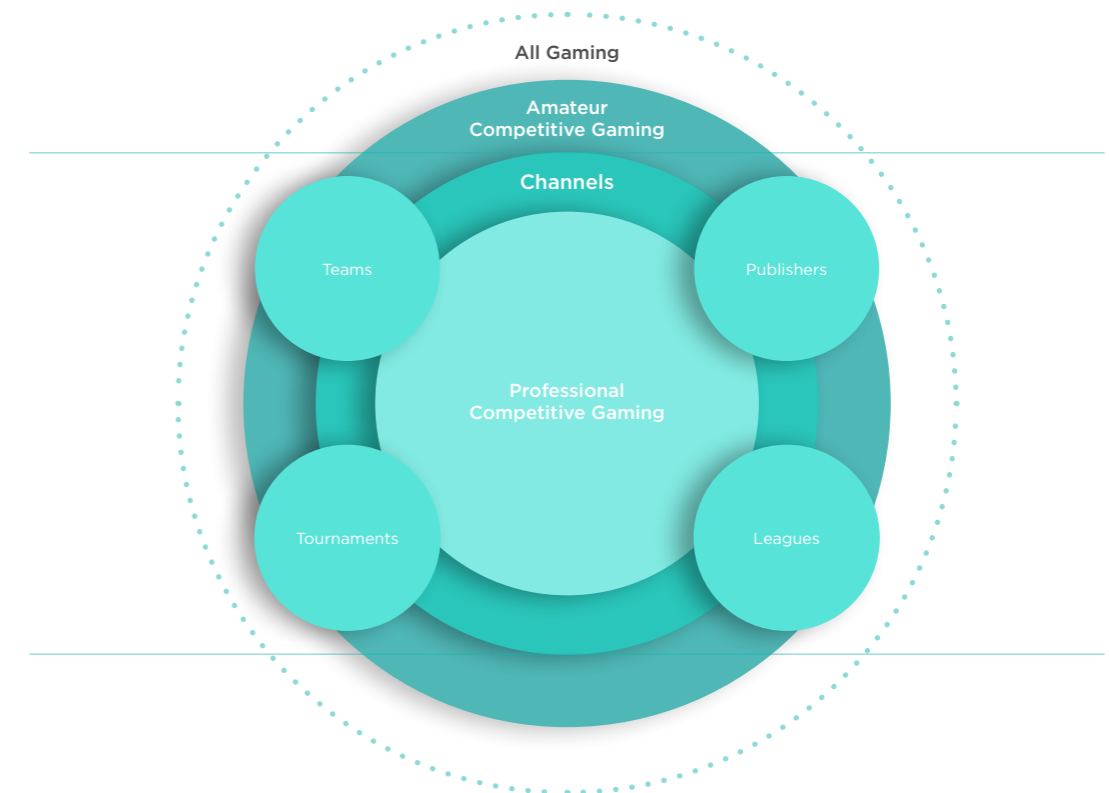 All Gaming
Amateur
Competitive Gaming
Channels
Teams
Publishers
Professional
Competitive Gaming
Tournaments
Leagues